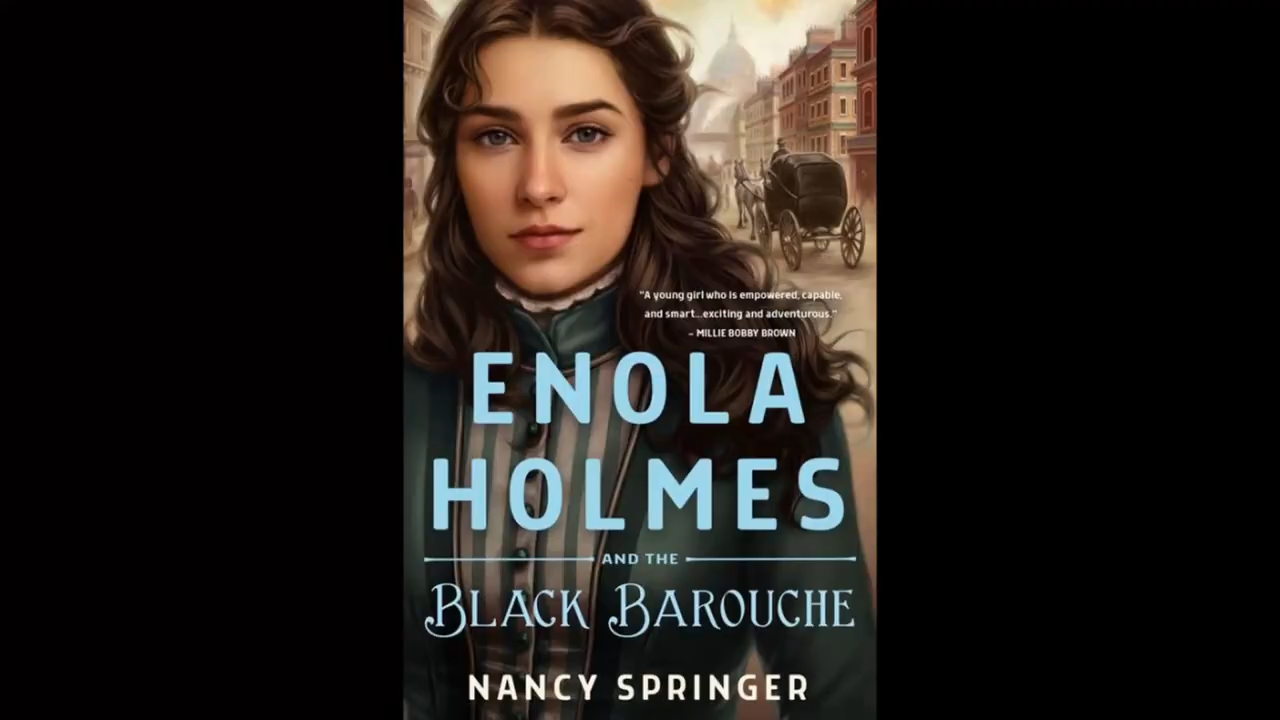 "A young girl who is empowered, capable,
and smart...exciting and adventurous."
– MILLIE BOBBY BROWN
ENOLA
HOLMES
AND THE
BLACK BAROUCHE
NANCY SPRINGER